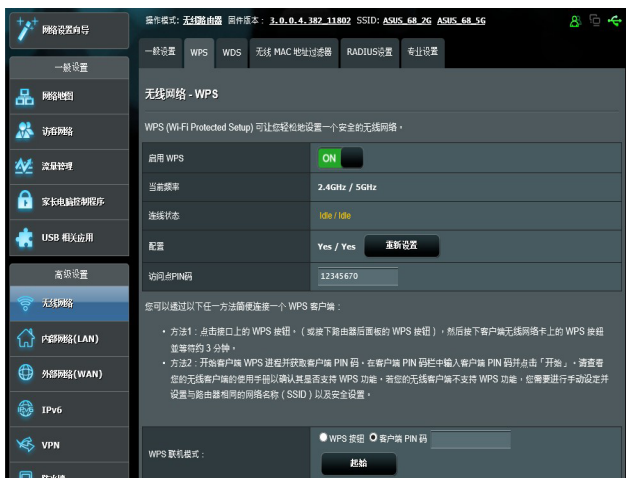 网络设置向导
操作模式: 无线路由器 固件版本: 3.0.0.4.382_11802 SSID: ASUS_68_2G ASUS_68_5G
一般设置 WPS WDS 无线 MAC 地址过滤器 RADIUS设置 专业设置
一般设置
网络地图
访客网络
流量管理
家长电脑控制程序
USB 相关应用
高级设置
无线网络
内部网络(LAN)
外部网络(WAN)
IPv6
VPN
防火墙
无线网络 - WPS
WPS (Wi-Fi Protected Setup) 可让您轻松地设置一个安全的无线网络。
启用 WPS ON
当前频率 2.4GHz / 5GHz
连线状态 Idle / Idle
配置 Yes / Yes 重新设置
访问点PIN码 12345670
您可以通过以下任一方法简便连接一个 WPS 客户端:
• 方法1:点击接口上的 WPS 按钮,(或按下路由器后面板的 WPS 按钮),然后按下客户端无线网络卡上的 WPS 按钮
并等待约 3 分钟。
• 方法2:开始客户端 WPS 进程并获取客户端 PIN 码。在客户端 PIN 码栏中输入客户端 PIN 码并点击「开始」。请查看
您的无线客户端的使用手册以确认其是否支持 WPS 功能。若您的无线客户端不支持 WPS 功能,您需要进行手动设定并
设置与路由器相同的网络名称(SSID)以及安全设置。
WPS 联机模式: WPS 按钮 客户端 PIN 码
起始